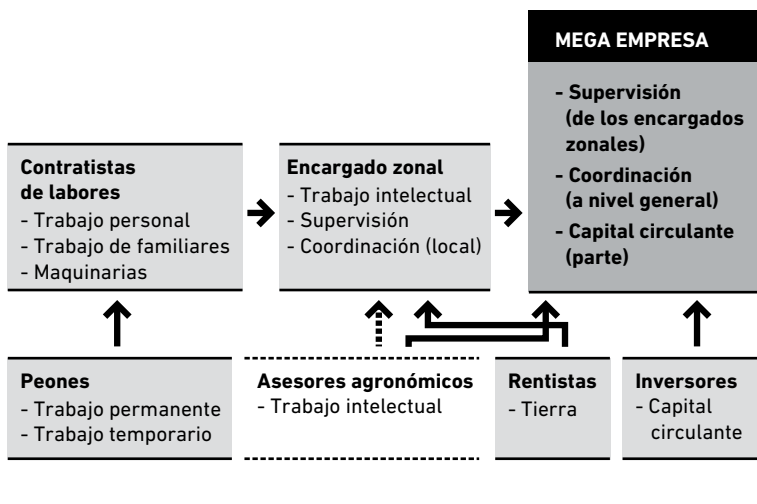 MEGA EMPRESA
- Supervisión
(de los encargados
zonales)
- Coordinación
(a nivel general)
- Capital circulante
(parte)
Contratistas
de labores
- Trabajo personal
- Trabajo de familiares
- Maquinarias
Encargado zonal
- Trabajo intelectual
- Supervisión
- Coordinación (local)
Peones
- Trabajo permanente
- Trabajo temporario
Asesores agronómicos
- Trabajo intelectual
Rentistas
- Tierra
Inversores
- Capital
circulante